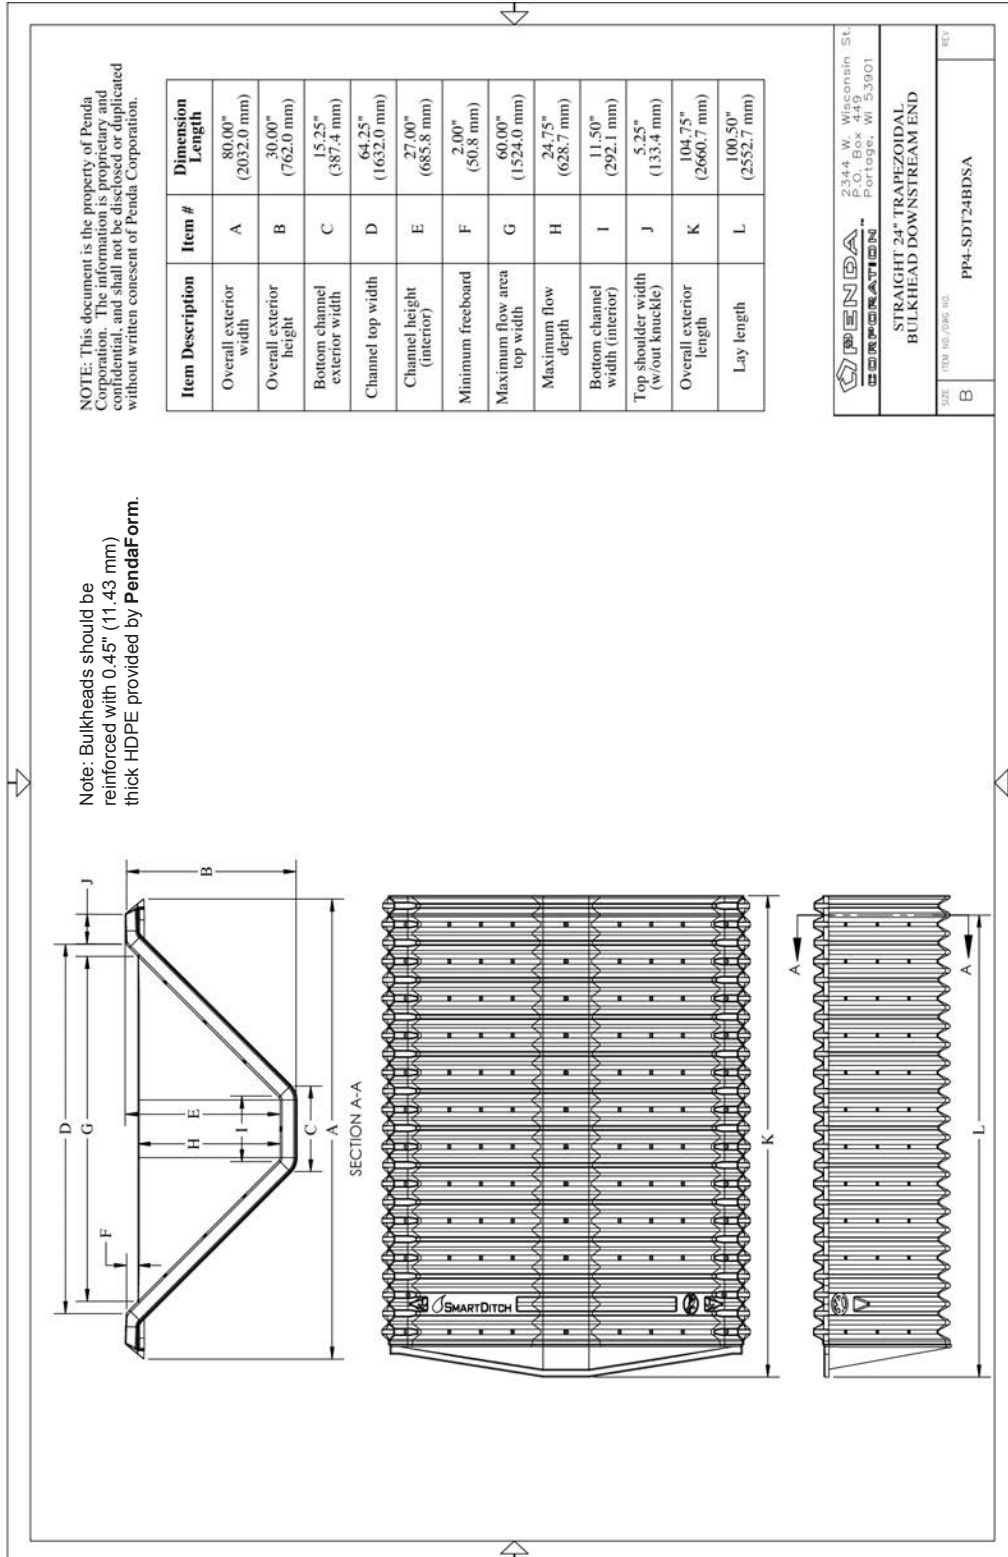 NOTE: This document is the property of Penda
Corporation.  The information is proprietary and
confidential, and shall not be disclosed or duplicated
without written conesent of Penda Corporation.
Note: Bulkheads should be
reinforced with 0.45" (11.43 mm)
thick HDPE provided by PendaForm.
Item Description Item # Dimension
Length
Overall exterior
width A 80.00"
(2032.0 mm)
Overall exterior
height B 30.00"
(762.0 mm)
Bottom channel
exterior width C 15.25"
(387.4 mm)
Channel top width D 64.25"
(1632.0 mm)
Channel height
(interior) E 27.00"
(685.8 mm)
Minimum freeboard F 2.00"
(50.8 mm)
Maximum flow area
top width G 60.00"
(1524.0 mm)
Maximum flow
depth H 24.75"
(628.7 mm)
Bottom channel
width (interior) I 11.50"
(292.1 mm)
Top shoulder width
(w/out knuckle) J 5.25"
(133.4 mm)
Overall exterior
length K 104.75"
(2660.7 mm)
Lay length L 100.50"
(2552.7 mm)
D
G
F
J
H
E
I
B
C
A
SECTION A-A
SMARTDITCH
K
A
A
L
PENDA
CORPORATION™
2344 W. Wisconsin St.
P.O. Box 449
Portage, WI 53901
STRAIGHT 24" TRAPEZOIDAL
BULKHEAD DOWNSTREAM END
SIZE
B
ITEM NO./DWG NO.
PP4-SDT24BDSA
REV